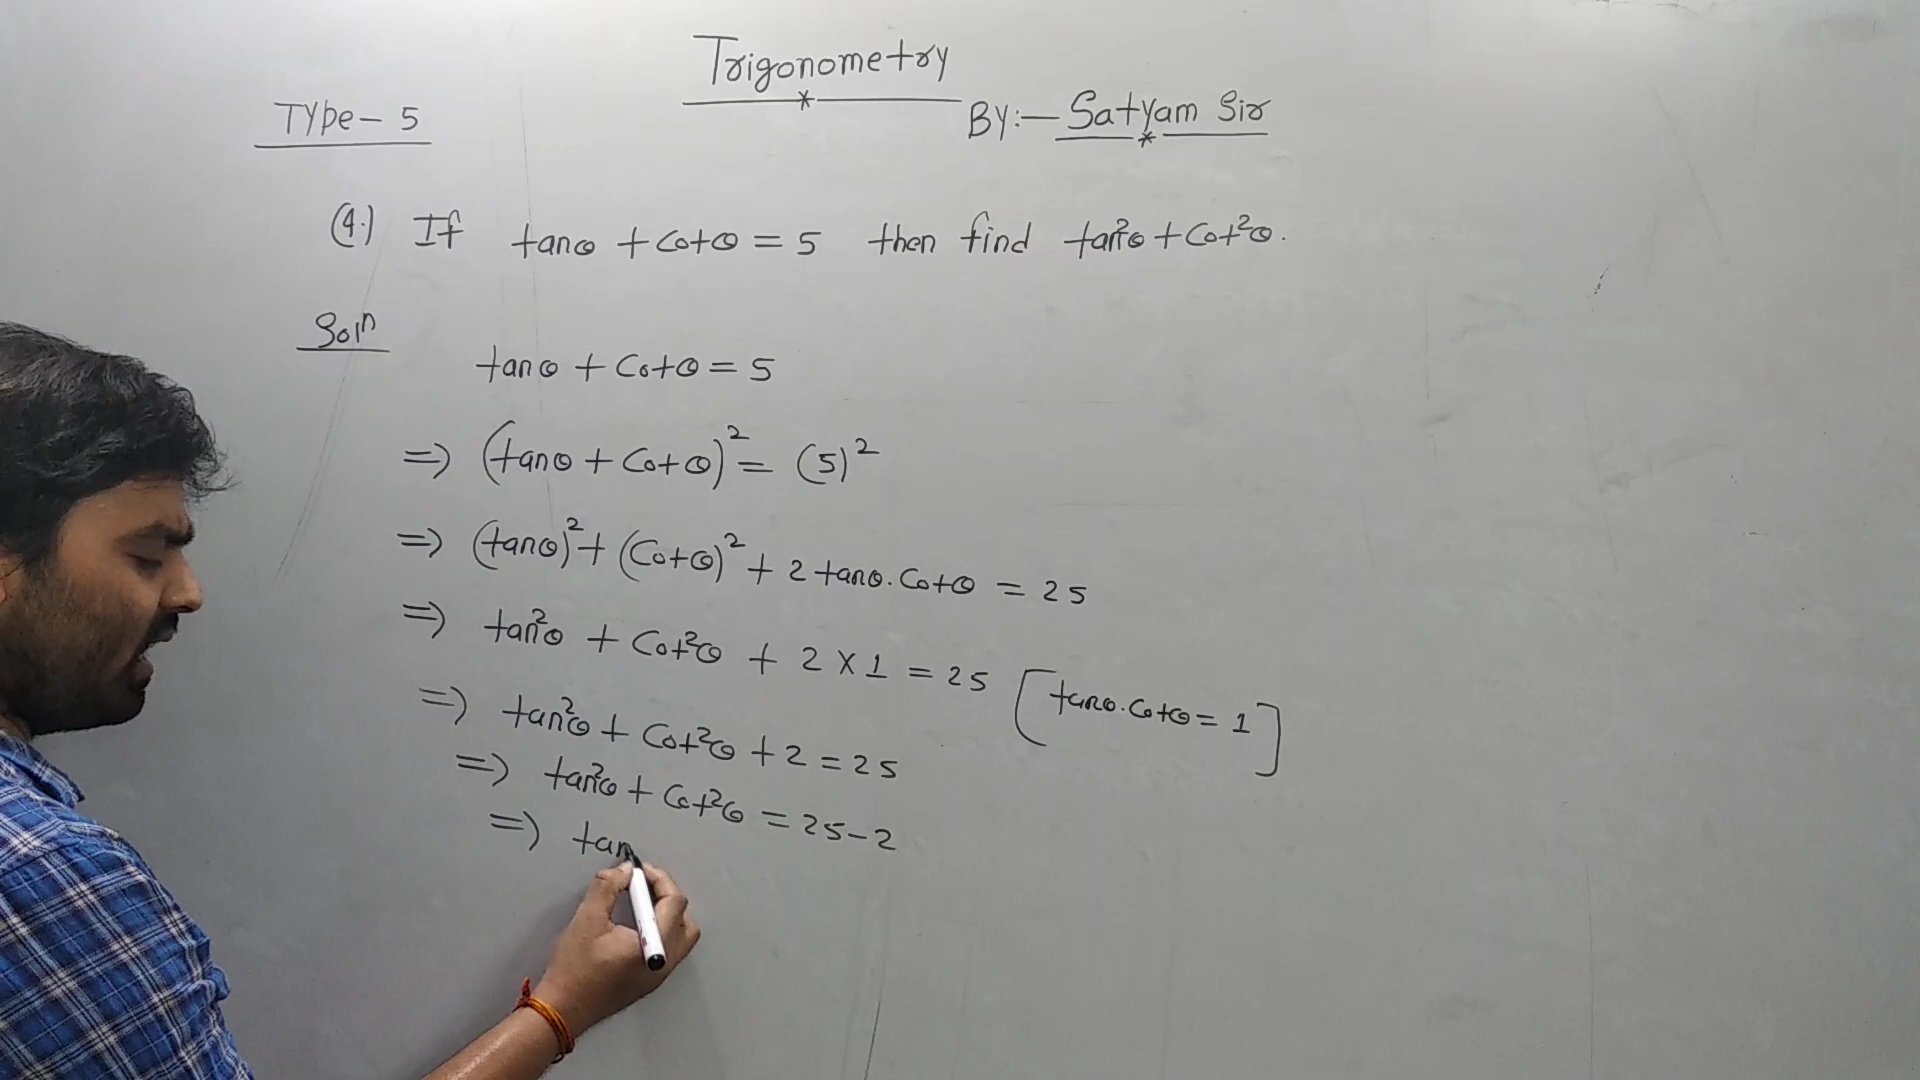 Trigonometry
Type- 5
BY:- Satyam Sir
(4.) If tanθ + Cotθ = 5 then find tan²θ + Cot²θ.
Solⁿ
tanθ + Cotθ = 5
=> (tanθ + Cotθ)² = (5)²
=> (tanθ)² + (Cotθ)² + 2 tanθ. Cotθ = 25
=> tan²θ + Cot²θ + 2 × 1 = 25 [tanθ. Cotθ = 1]
=> tan²θ + Cot²θ + 2 = 25
=> tan²θ + Cot²θ = 25 - 2
=> tan